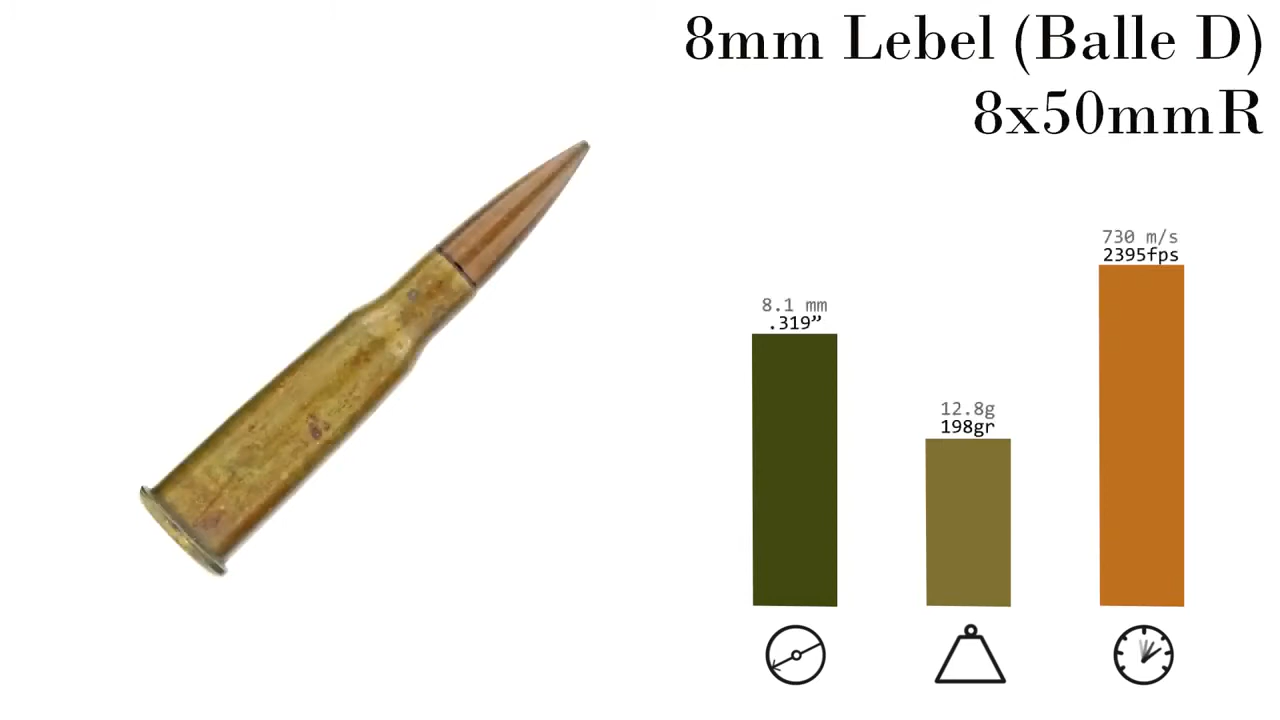 8mm Lebel (Balle D)
8x50mmR
730 m/s
2395fps
8.1 mm
.319”
12.8g
198gr